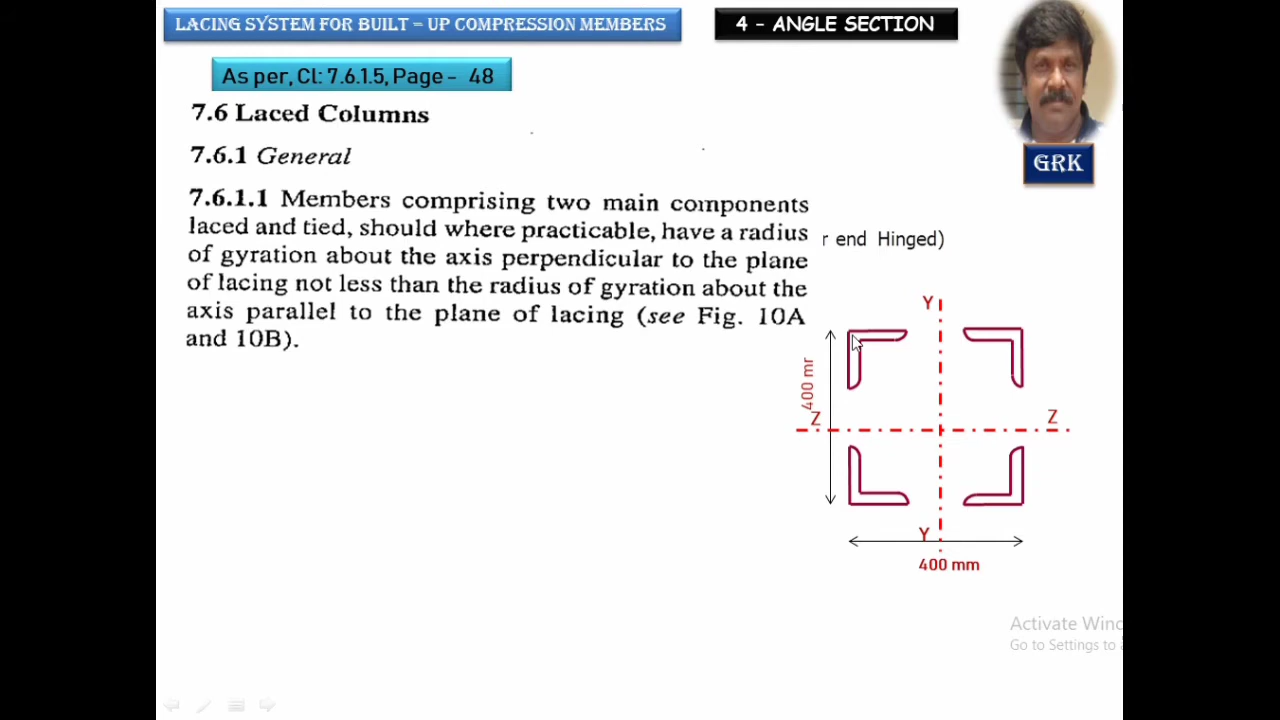 LACING SYSTEM FOR BUILT – UP COMPRESSION MEMBERS
4 - ANGLE SECTION
As per, Cl: 7.6.1.5, Page - 48
7.6 Laced Columns
7.6.1 General
7.6.1.1 Members comprising two main components
laced and tied, should where practicable, have a radius
of gyration about the axis perpendicular to the plane
of lacing not less than the radius of gyration about the
axis parallel to the plane of lacing (see Fig. 10A
and 10B).
GRK
r end Hinged)
Y
400 mr
Z
Z
Y
400 mm
Activate Winc
Go to Settings to